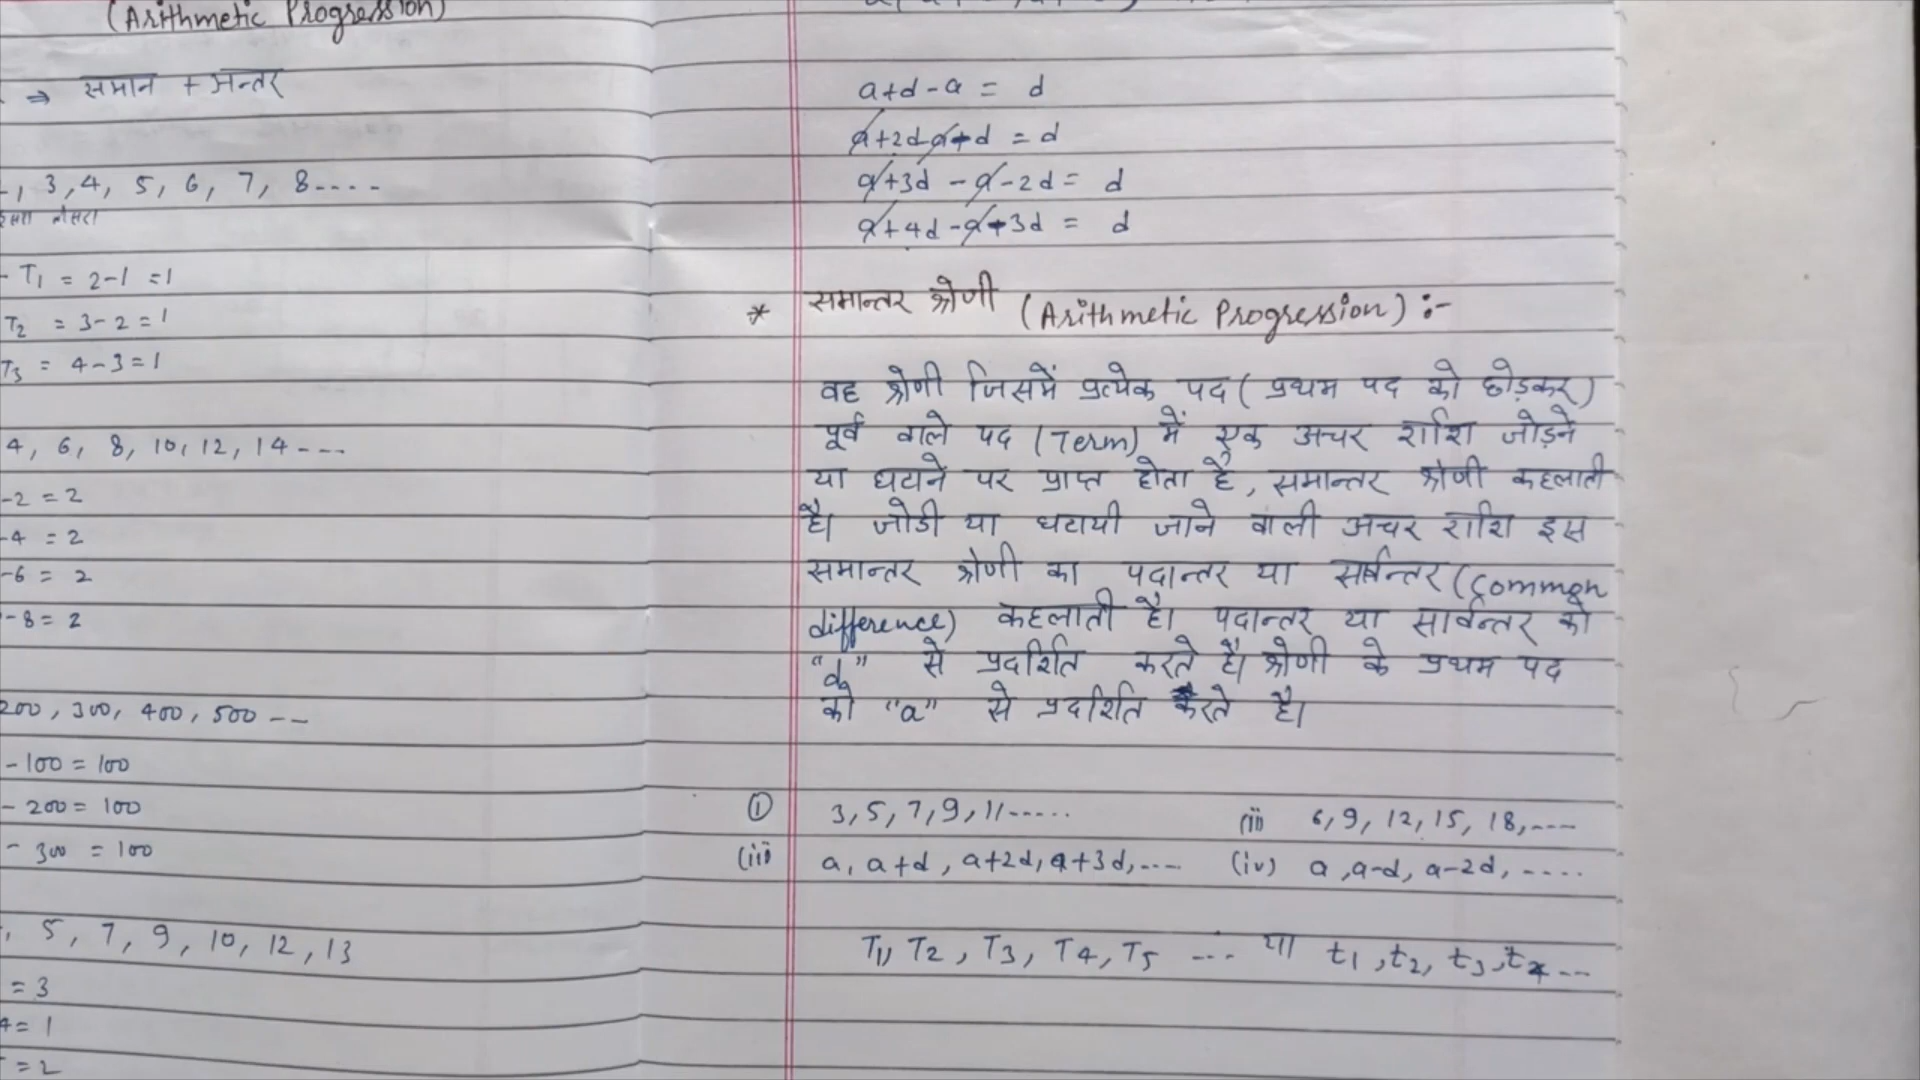 (Arithmetic Progression)
⇒ समान + अन्तर
, 3, 4, 5, 6, 7, 8....
तीसरा
- T1 = 2-1 =1
T2 = 3-2 = 1
T3 = 4-3 = 1
4, 6, 8, 10, 12, 14 ---
-2 = 2
-4 = 2
-6 = 2
-8 = 2
200, 300, 400, 500 --
-100 = 100
- 200 = 100
- 300 = 100
, 5, 7, 9, 10, 12, 13
= 3
4 = 1
= 2
a+d-a = d
a+2d-a-d = d
a+3d - a-2d = d
a+4d-a-3d = d
* समान्तर श्रेणी (Arithmetic Progression) :-
वह श्रेणी जिसमें प्रत्येक पद ( प्रथम पद को छोड़कर )
पूर्व वाले पद (Term) में एक अचर राशि जोड़ने
या घटाने पर प्राप्त होता है, समान्तर श्रेणी कहलाती
है। जोडी या घटायी जाने वाली अचर राशि इस
समान्तर श्रेणी का पदान्तर या सर्वन्तर (common
difference) कहलाती है। पदान्तर या सार्वन्तर को
"d" से प्रदर्शित करते है। श्रेणी के प्रथम पद
को "a" से प्रदर्शित करते है।
(i) 3, 5, 7, 9, 11 ..... (ii) 6, 9, 12, 15, 18, ----
(iii) a, a+d, a+2d, a+3d, .... (iv) a, a-d, a-2d, ....
T1, T2, T3, T4, T5 ... या t1, t2, t3, t4 ...